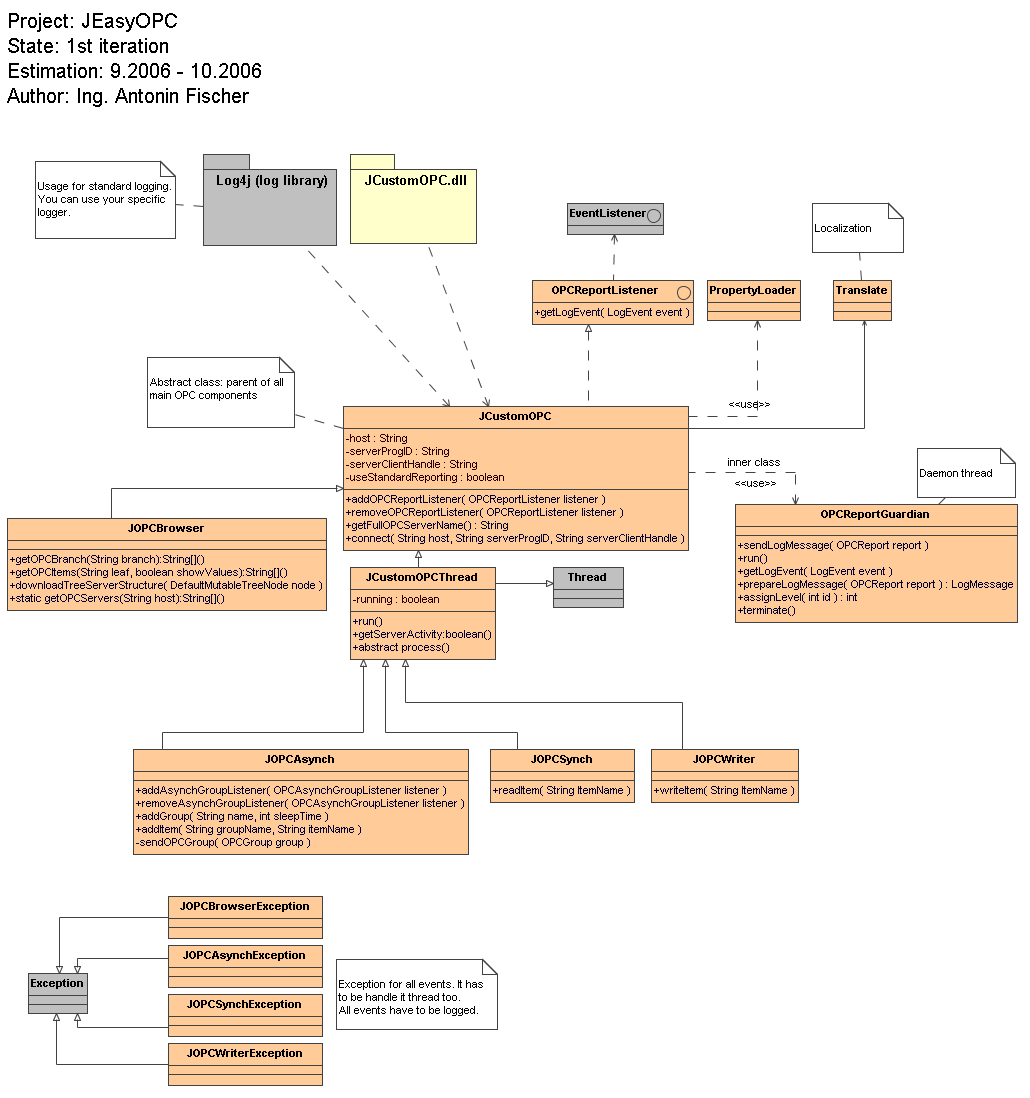 Project: JEasyOPC
State: 1st iteration
Estimation: 9.2006 - 10.2006
Author: Ing. Antonin Fischer
Usage for standard logging.
You can use your specific
logger.
Log4j (log library)
JCustomOPC.dll
EventListener
Localization
OPCReportListener
+getLogEvent( LogEvent event )
PropertyLoader
Translate
Abstract class: parent of all
main OPC components
<<use>>
JCustomOPC
-host : String
-serverProgID : String
-serverClientHandle : String
-useStandardReporting : boolean
+addOPCReportListener( OPCReportListener listener )
+removeOPCReportListener( OPCReportListener listener )
+getFullOPCServerName() : String
+connect( String host, String serverProgID, String serverClientHandle )
inner class
<<use>>
Daemon thread
OPCReportGuardian
+sendLogMessage( OPCReport report )
+run()
+getLogEvent( LogEvent event )
+prepareLogMessage( OPCReport report ) : LogMessage
+assignLevel( int id ) : int
+terminate()
JOPCBrowser
+getOPCBranch(String branch):String[]()
+getOPCItems(String leaf, boolean showValues):String[]()
+downloadTreeServerStructure( DefaultMutableTreeNode node )
+static getOPCServers(String host):String[]()
JCustomOPCThread
-running : boolean
+run()
+getServerActivity:boolean()
+abstract process()
Thread
JOPCAsynch
+addAsynchGroupListener( OPCAsynchGroupListener listener )
+removeAsynchGroupListener( OPCAsynchGroupListener listener )
+addGroup( String name, int sleepTime )
+addItem( String groupName, String itemName )
-sendOPCGroup( OPCGroup group )
JOPCSynch
+readItem( String ItemName )
JOPCWriter
+writeItem( String ItemName )
JOPCBrowserException
JOPCAsynchException
JOPCSynchException
JOPCWriterException
Exception
Exception for all events. It has
to be handle it thread too.
All events have to be logged.